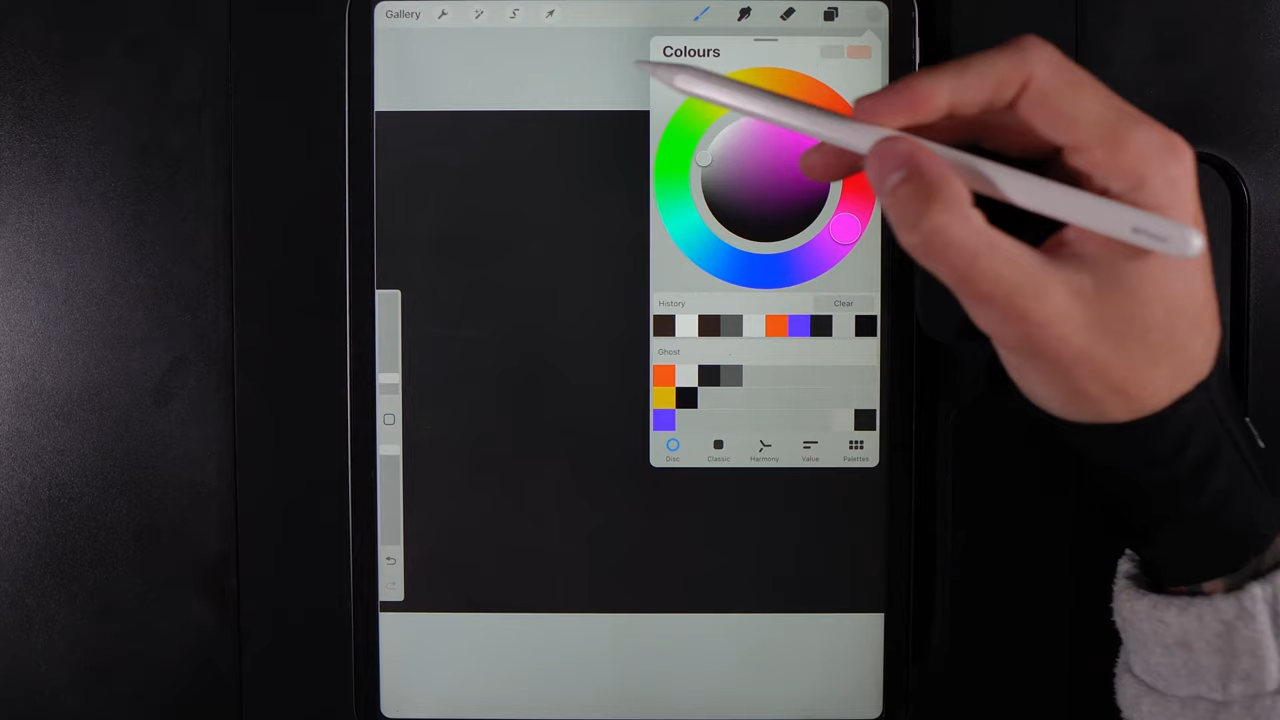 Gallery
Colours
History
Clear
Ghost
Disc
Classic
Harmony
Value
Palettes